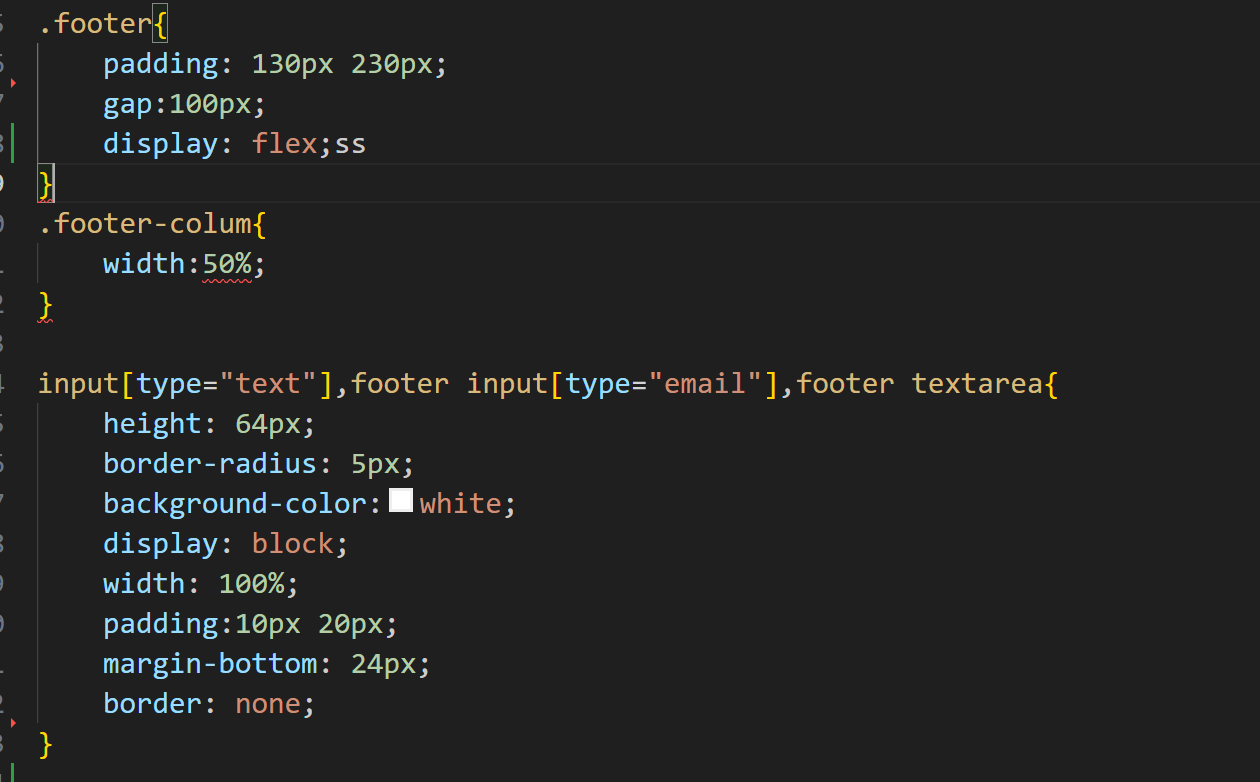 .footer{
    padding: 130px 230px;
    gap:100px;
    display: flex;ss
}
.footer-colum{
    width:50%;
}

input[type="text"],footer input[type="email"],footer textarea{
    height: 64px;
    border-radius: 5px;
    background-color:white;
    display: block;
    width: 100%;
    padding:10px 20px;
    margin-bottom: 24px;
    border: none;
}